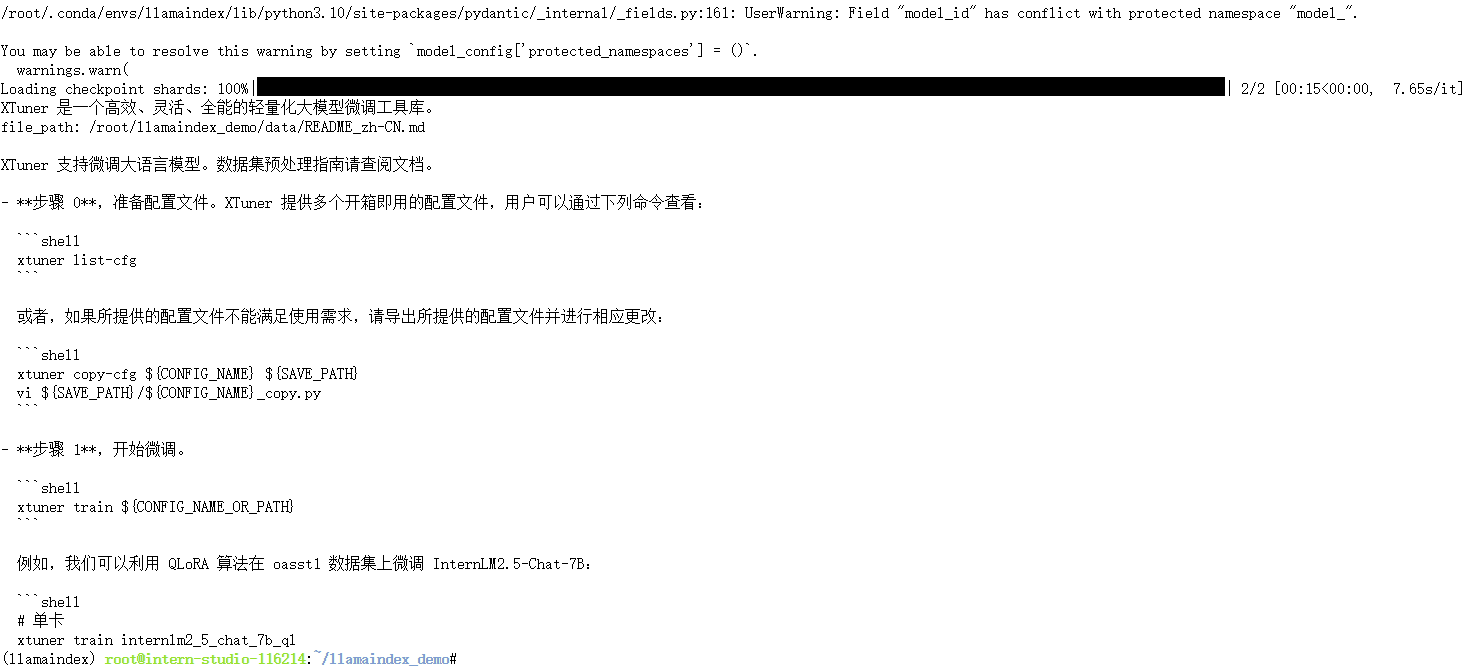 /root/.conda/envs/llamaindex/lib/python3.10/site-packages/pydantic/_internal/_fields.py:161: UserWarning: Field "model_id" has conflict with protected namespace "model_".
You may be able to resolve this warning by setting `model_config['protected_namespaces'] = ()`.
  warnings.warn(
Loading checkpoint shards: 100%|██████████| 2/2 [00:15<00:00,  7.65s/it]
XTuner 是一个高效、灵活、全能的轻量化大模型微调工具库。
file_path: /root/llamaindex_demo/data/README_zh-CN.md
XTuner 支持微调大语言模型。数据集预处理指南请查阅文档。
- **步骤 0**，准备配置文件。XTuner 提供多个开箱即用的配置文件，用户可以通过下列命令查看：
  ```shell
  xtuner list-cfg
  ```
  或者，如果所提供的配置文件不能满足使用需求，请导出所提供的配置文件并进行相应更改：
  ```shell
  xtuner copy-cfg ${CONFIG_NAME} ${SAVE_PATH}
  vi ${SAVE_PATH}/${CONFIG_NAME}_copy.py
  ```
- **步骤 1**，开始微调。
  ```shell
  xtuner train ${CONFIG_NAME_OR_PATH}
  ```
  例如，我们可以利用 QLoRA 算法在 oasst1 数据集上微调 InternLM2.5-Chat-7B：
  ```shell
  # 单卡
  xtuner train internlm2_5_chat_7b_ql
(llamaindex) root@intern-studio-116214:~/llamaindex_demo#